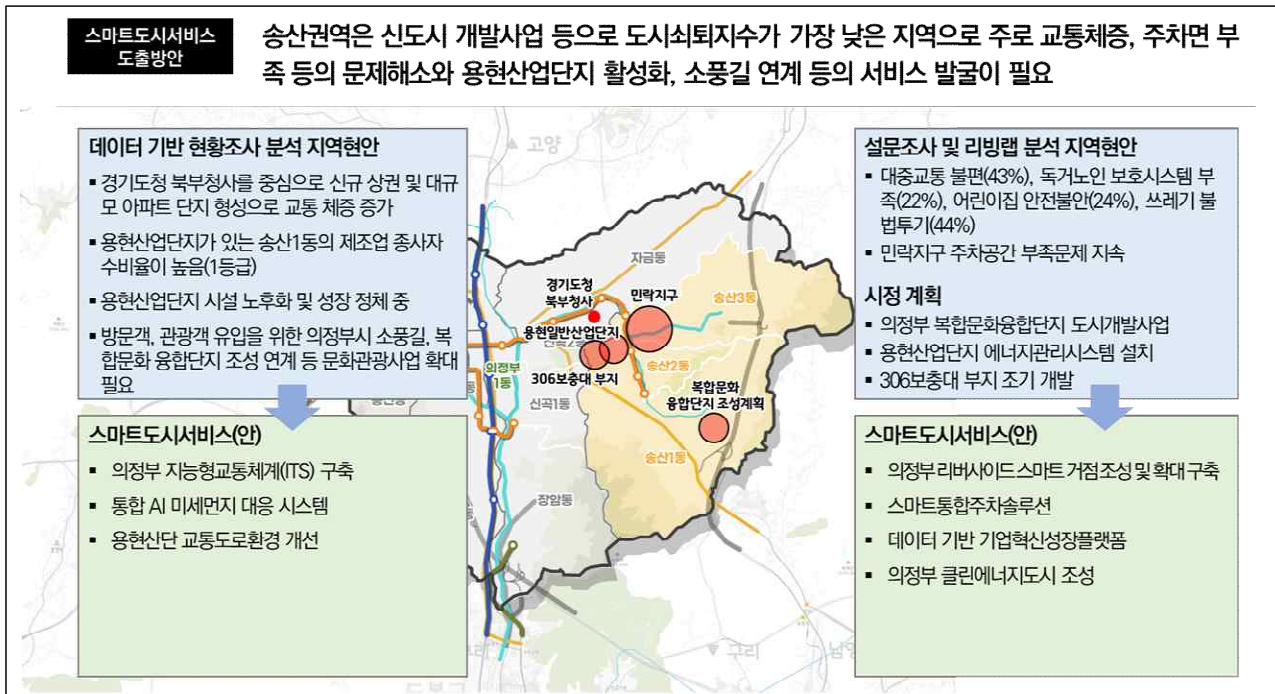 스마트도시서비스
도출방안
송산권역은 신도시 개발사업 등으로 도시쇠퇴지수가 가장 낮은 지역으로 주로 교통체증, 주차면 부
족 등의 문제해소와 용현산업단지 활성화, 소풍길 연계 등의 서비스 발굴이 필요
데이터 기반 현황조사 분석 지역현안
▪ 경기도청 북부청사를 중심으로 신규 상권 및 대규
모 아파트 단지 형성으로 교통 체증 증가
▪ 용현산업단지가 있는 송산1동의 제조업 종사자
수비율이 높음(1등급)
▪ 용현산업단지 시설 노후화 및 성장 정체 중
▪ 방문객, 관광객 유입을 위한 의정부시 소풍길, 복
합문화 융합단지 조성 연계 등 문화관광사업 확대
필요
스마트도시서비스(안)
▪ 의정부 지능형교통체계(ITS) 구축
▪ 통합 AI 미세먼지 대응 시스템
▪ 용현산단 교통도로환경 개선
▲ 고양
자금동
경기도청
북부청사
민락지구
송산3동
용현일반산업단지
송산2동
의정부
1동
306보충대 부지
신곡1동
복합문화
융합단지 조성계획
송산1동
장암동
▼ 구리
설문조사 및 리빙랩 분석 지역현안
▪ 대중교통 불편(43%), 독거노인 보호시스템 부
족(22%), 어린이집 안전불안(24%), 쓰레기 불
법투기(44%)
▪ 민락지구 주차공간 부족문제 지속
시정 계획
▪ 의정부 복합문화융합단지 도시개발사업
▪ 용현산업단지 에너지관리시스템 설치
▪ 306보충대 부지 조기 개발
스마트도시서비스(안)
▪ 의정부 리버사이드 스마트 거점 조성 및 확대 구축
▪ 스마트통합주차솔루션
▪ 데이터 기반 기업혁신성장플랫폼
▪ 의정부 클린에너지도시 조성